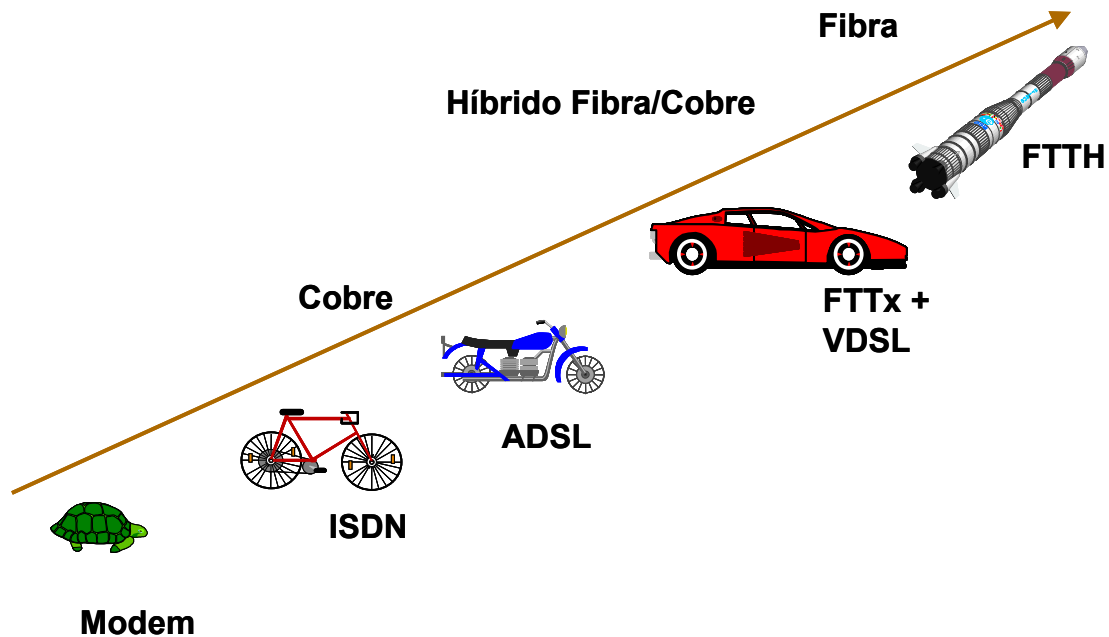 Fibra
Híbrido Fibra/Cobre
FTTH
Cobre
FTTx +
VDSL
ADSL
ISDN
Modem